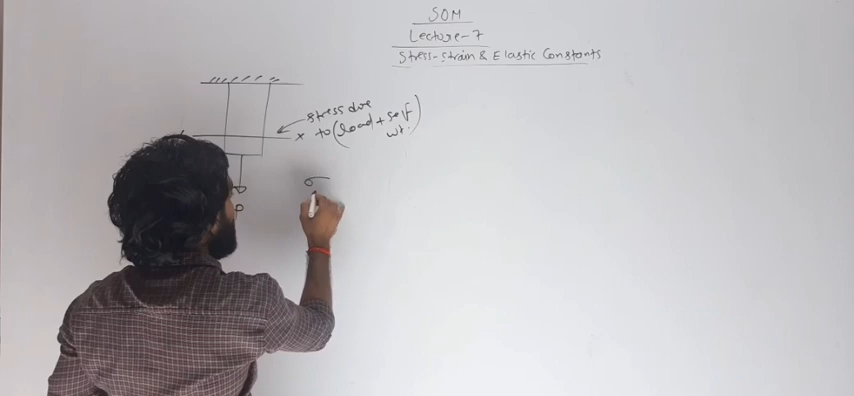 SOM
Lecture-7
Stress-strain & Elastic Constants
stress due
x to (load + self
wt.)
σ